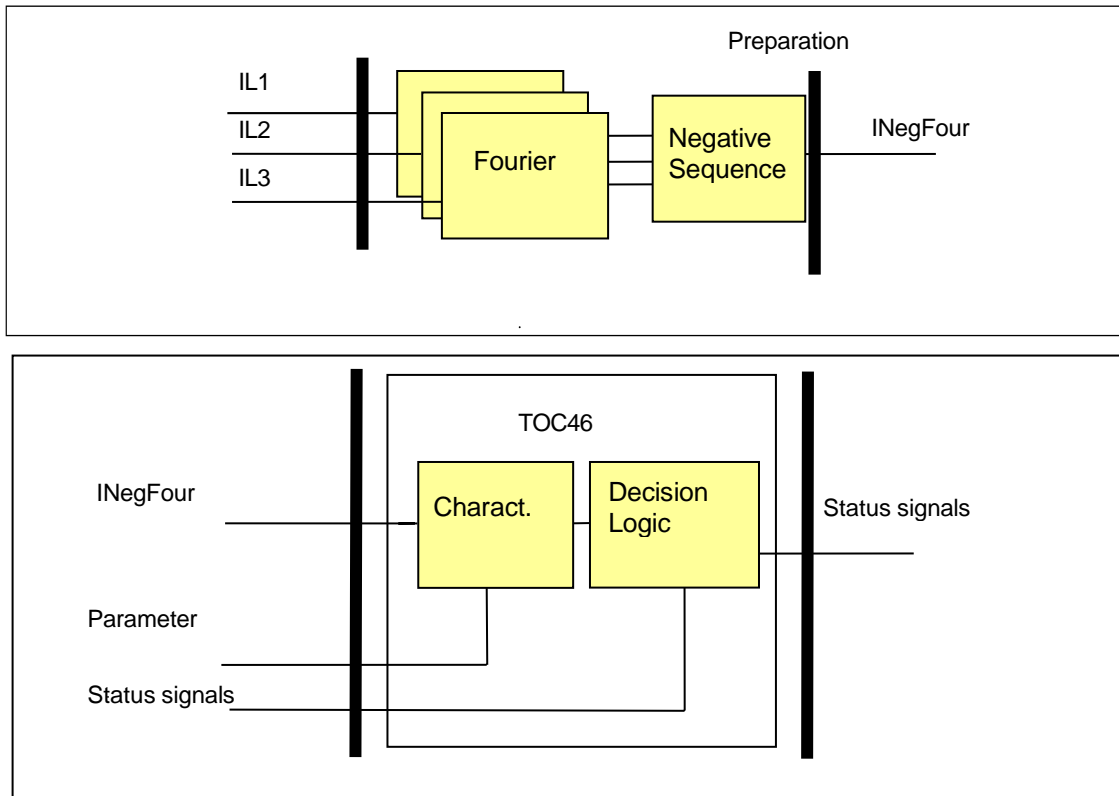 Preparation
IL1
IL2
IL3
Fourier
Negative
Sequence
INegFour
TOC46
INegFour
Charact.
Decision
Logic
Status signals
Parameter
Status signals